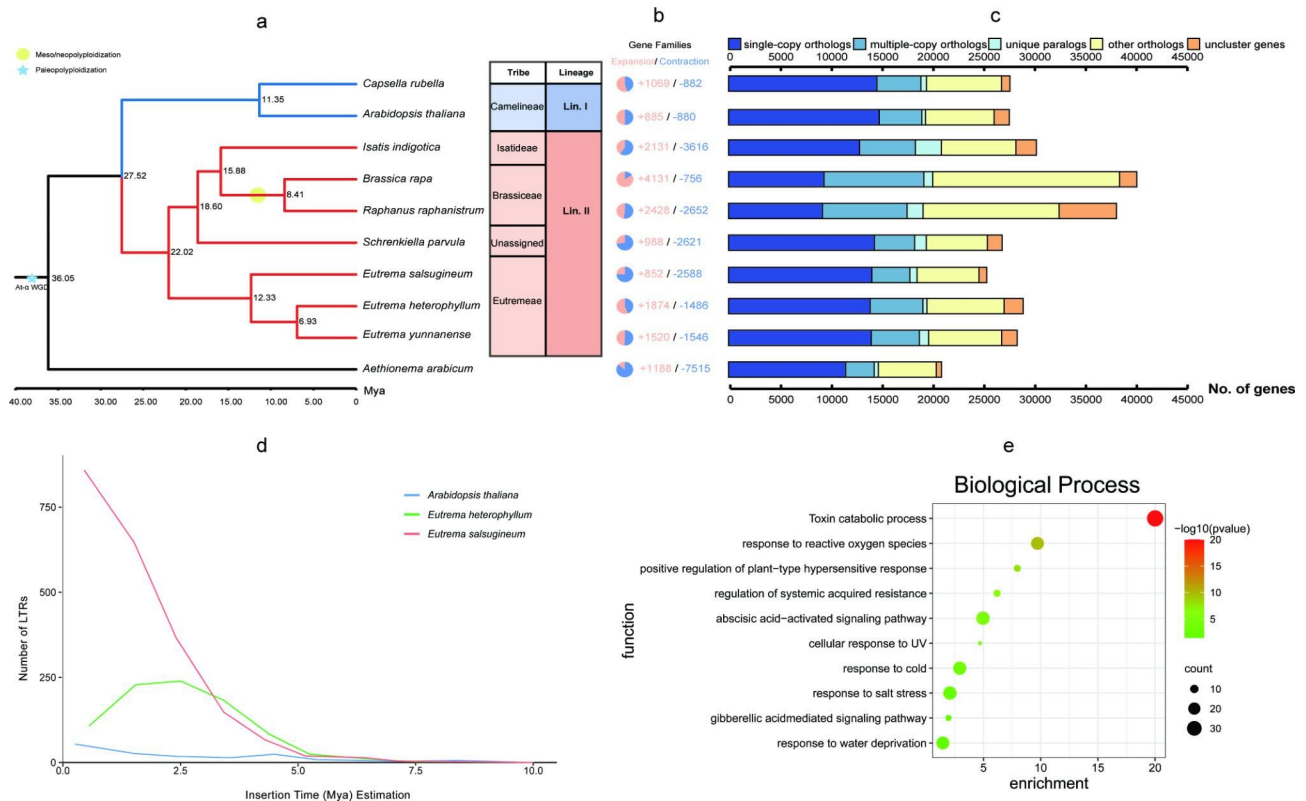 a
Meso/neopolyploidization
Paleopolyploidization
Capsella rubella
Arabidopsis thaliana
Isatis indigotica
Brassica rapa
Raphanus raphanistrum
Schrenkiella parvula
Eutrema salsugineum
Eutrema heterophyllum
Eutrema yunnanense
Aethionema arabicum
11.35
27.52
15.88
8.41
18.60
22.02
36.05
At-α WGD
12.33
6.93
40.00 35.00 30.00 25.00 20.00 15.00 10.00 5.00 0
Mya
Tribe Lineage
Camelineae Lin. I
Isatideae
Brassiceae
Lin. II
Unassigned
Eutremeae
b
Gene Families
Expansion/Contraction
+1069 / -882
+885 / -880
+2131 / -3616
+4131 / -756
+2428 / -2652
+988 / -2621
+852 / -2588
+1874 / -1486
+1520 / -1546
+1188 / -7515
c
single-copy orthologs multiple-copy orthologs unique paralogs other orthologs uncluster genes
0 10000 15000 20000 25000 30000 35000 40000 45000
0 10000 15000 20000 25000 30000 35000 40000 45000
No. of genes
d
Number of LTRs
750
500
250
0
0.0 2.5 5.0 7.5 10.0
Insertion Time (Mya) Estimation
Arabidopsis thaliana
Eutrema heterophyllum
Eutrema salsugineum
e
Biological Process
function
Toxin catabolic process
response to reactive oxygen species
positive regulation of plant-type hypersensitive response
regulation of systemic acquired resistance
abscisic acid-activated signaling pathway
cellular response to UV
response to cold
response to salt stress
gibberellic acidmediated signaling pathway
response to water deprivation
5 10 15 20
enrichment
-log10(pvalue)
20
15
10
5
count
10
20
30